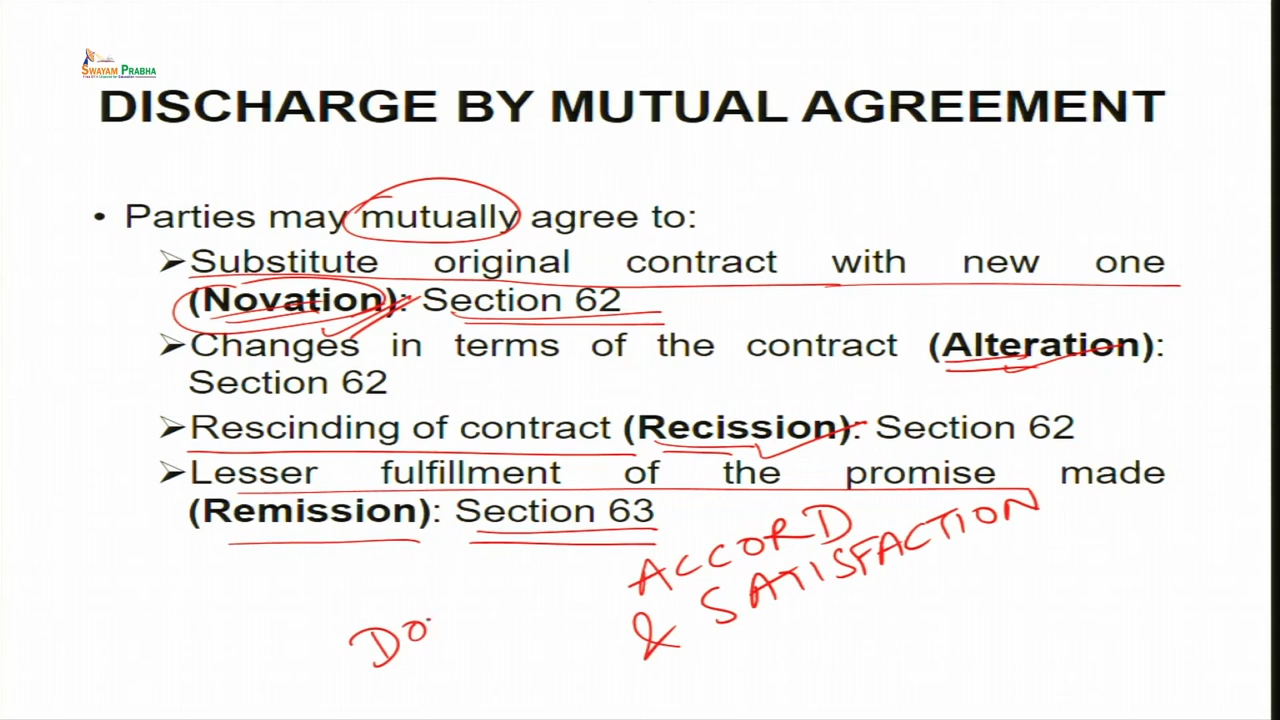 SWAYAM PRABHA
DISCHARGE BY MUTUAL AGREEMENT
• Parties may mutually agree to:
➢Substitute original contract with new one
(Novation): Section 62
➢Changes in terms of the contract (Alteration):
Section 62
➢Rescinding of contract (Recission): Section 62
➢Lesser fulfillment of the promise made
(Remission): Section 63
ACCORD
& SATISFACTION
DO